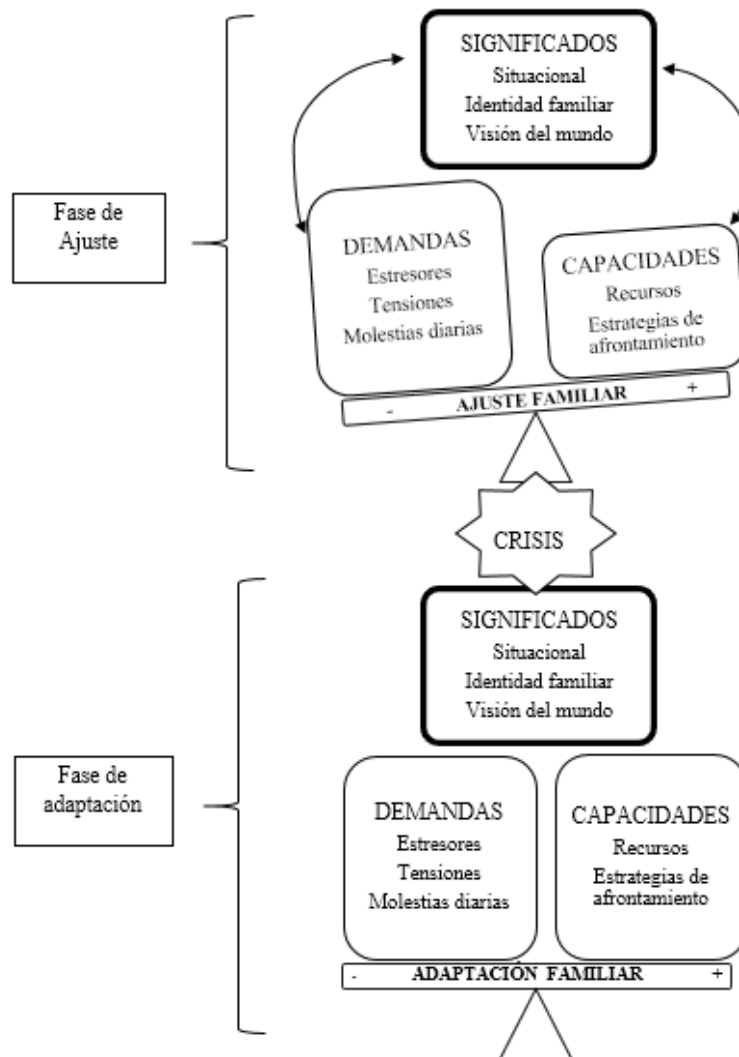 SIGNIFICADOS
Situacional
Identidad familiar
Visión del mundo
Fase de
Ajuste
DEMANDAS
Estresores
Tensiones
Molestias diarias
CAPACIDADES
Recursos
Estrategias de
afrontamiento
- AJUSTE FAMILIAR +
CRISIS
SIGNIFICADOS
Situacional
Identidad familiar
Visión del mundo
Fase de
adaptación
DEMANDAS
Estresores
Tensiones
Molestias diarias
CAPACIDADES
Recursos
Estrategias de
afrontamiento
- ADAPTACIÓN FAMILIAR +